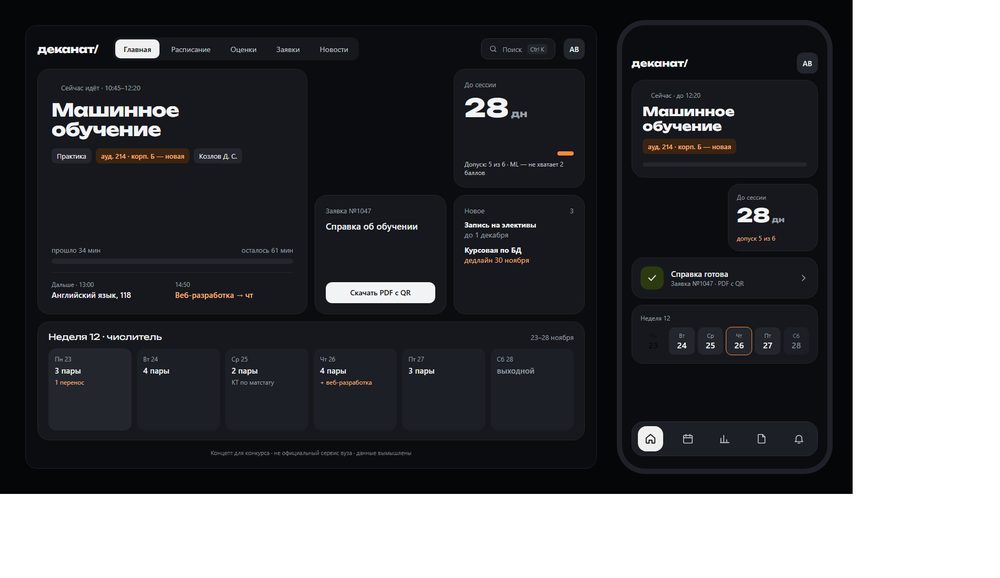 деканат/
Главная
Расписание
Оценки
Заявки
Новости
Поиск
Ctrl K
АВ
Сейчас идёт · 10:45–12:20
Машинное
обучение
Практика
ауд. 214 · корп. Б — новая
Козлов Д. С.
прошло 34 мин
осталось 61 мин
Дальше · 13:00
Английский язык, 118
14:50
Веб-разработка → чт
До сессии
28 дн
Допуск: 5 из 6 · ML — не хватает 2
баллов
Заявка №1047
Справка об обучении
Скачать PDF с QR
Новое
3
Запись на элективы
до 1 декабря
Курсовая по БД
дедлайн 30 ноября
Неделя 12 · числитель
23–28 ноября
Пн 23
3 пары
1 перенос
Вт 24
4 пары
Ср 25
2 пары
КТ по матстату
Чт 26
4 пары
+ веб-разработка
Пт 27
3 пары
Сб 28
выходной
Концепт для конкурса · не официальный сервис вуза · данные вымышлены
деканат/
АВ
Сейчас · до 12:20
Машинное
обучение
ауд. 214 · корп. Б — новая
До сессии
28 дн
допуск 5 из 6
Справка готова
Заявка №1047 · PDF с QR
Неделя 12
23
Вт
24
Ср
25
Чт
26
Пт
27
Сб
28